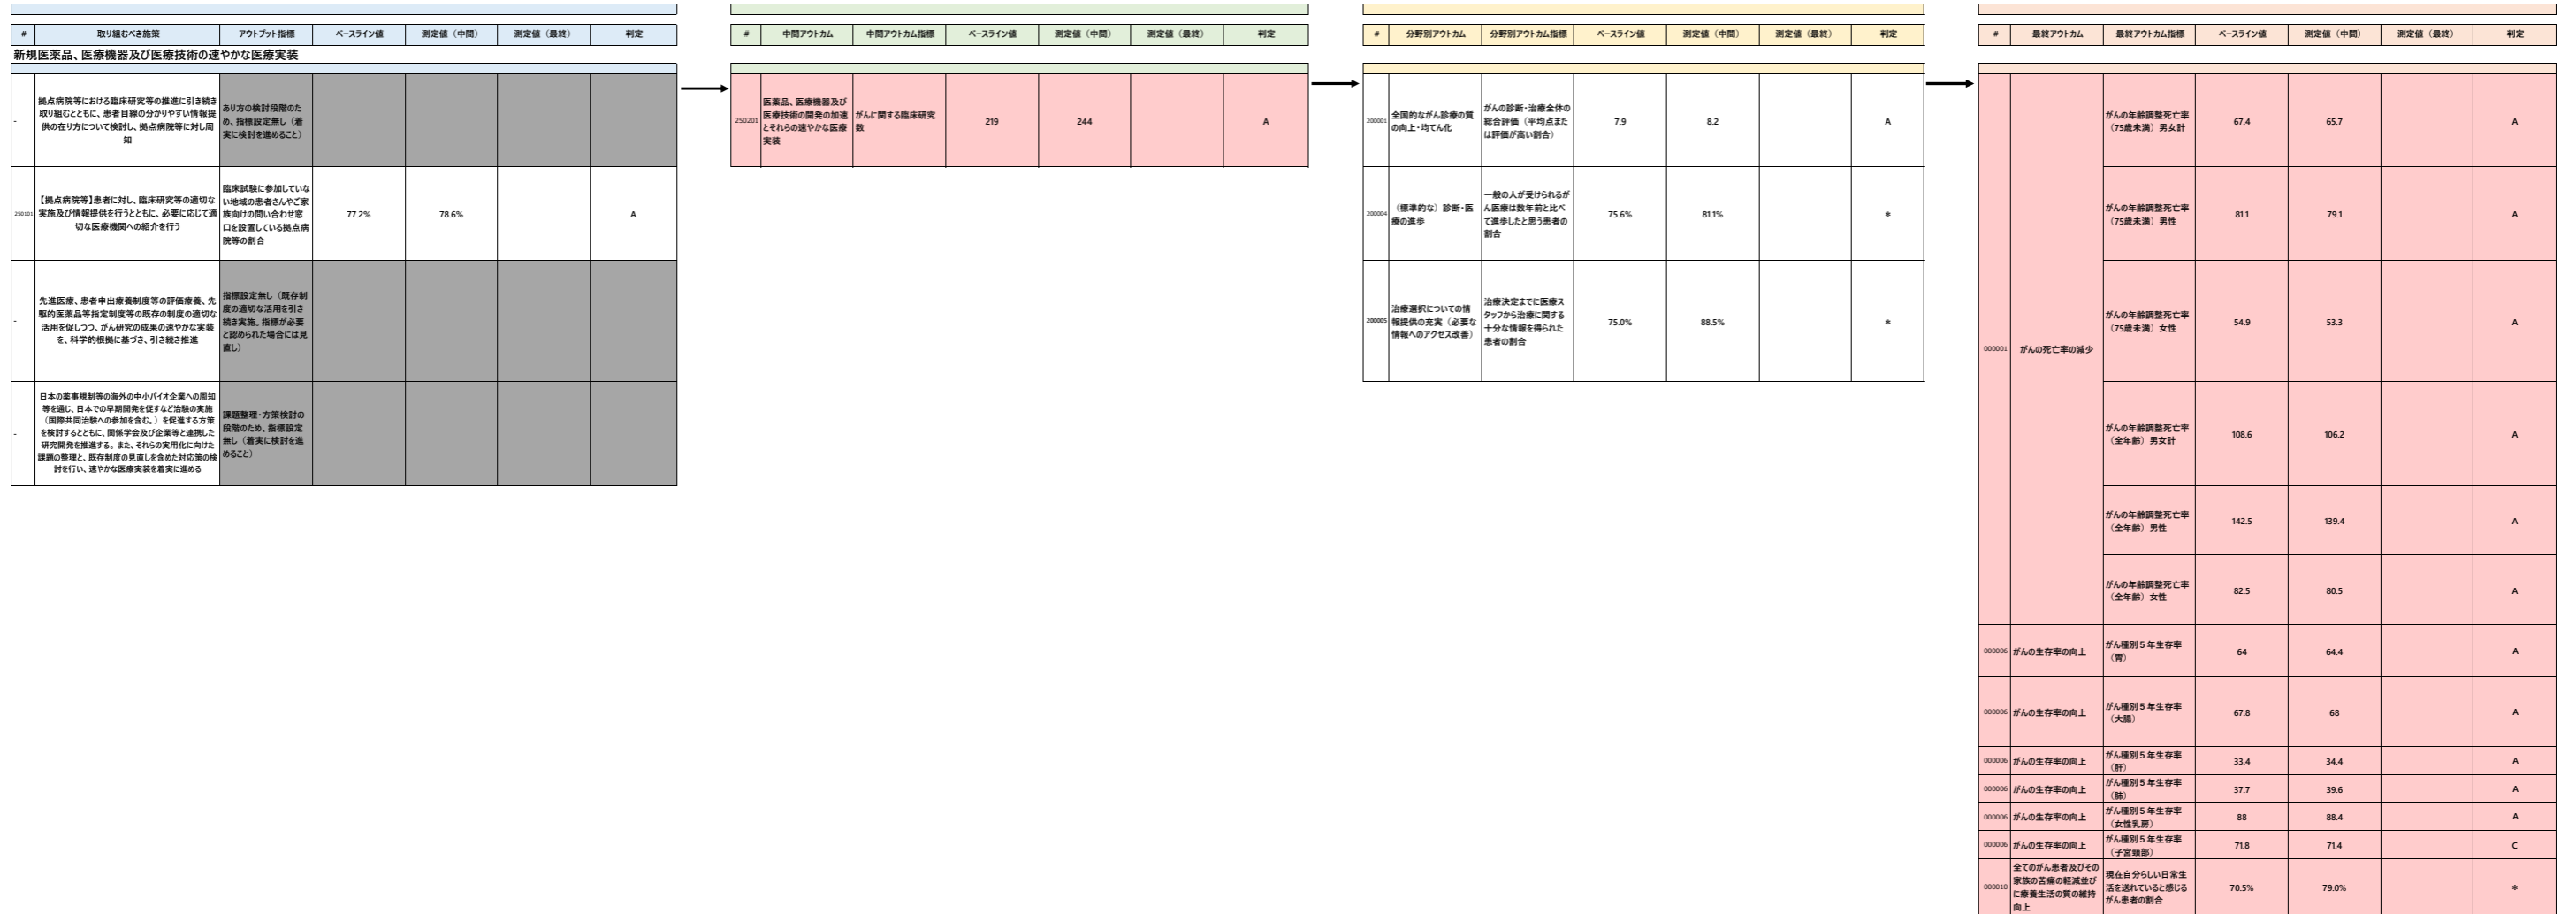 # 取り組むべき施策 アウトプット指標 ベースライン値 測定値（中間） 測定値（最終） 判定
新規医薬品、医療機器及び医療技術の速やかな医療実装
-
拠点病院等における臨床研究等の推進に引き続き
取り組むとともに、患者目線の分かりやすい情報提
供の在り方について検討し、拠点病院等に対し周
知
あり方の検討段階のた
め、指標設定無し（着
実に検討を進めること）
250101
【拠点病院等】患者に対し、臨床研究等の適切な
実施及び情報提供を行うとともに、必要に応じて適
切な医療機関への紹介を行う
臨床試験に参加していな
い地域の患者さんやご家
族向けの問い合わせ窓
口を設置している拠点病
院等の割合
77.2% 78.6% A
-
先進医療、患者申出療養制度等の評価療養、先
駆的医薬品等指定制度等の既存の制度の適切な
活用を促しつつ、がん研究の成果の速やかな実装
を、科学的根拠に基づき、引き続き推進
指標設定無し（既存制
度の適切な活用を引き
続き実施。指標が必要
と認められた場合には見
直し）
-
日本の薬事規制等の海外の中小バイオ企業への周知
等を通じ、日本での早期開発を促すなど治験の実施
（国際共同治験への参加を含む。）を促進する方策
を検討するとともに、関係学会及び企業等と連携した
研究開発を推進する。また、それらの実用化に向けた
課題の整理と、既存制度の見直しを含めた対応策の検
討を行い、速やかな医療実装を着実に進める
課題整理・方策検討の
段階のため、指標設定
無し（着実に検討を進
めること）
# 中間アウトカム 中間アウトカム指標 ベースライン値 測定値（中間） 測定値（最終） 判定
250201
医薬品、医療機器及び
医療技術の開発の加速
とそれらの速やかな医療
実装
がんに関する臨床研究
数
219 244 A
# 分野別アウトカム 分野別アウトカム指標 ベースライン値 測定値（中間） 測定値（最終） 判定
200001
全国的ながん診療の質
の向上・均てん化
がんの診断・治療全体の
総合評価（平均点また
は評価が高い割合）
7.9 8.2 A
200004
（標準的な）診断・医
療の進歩
一般の人が受けられるが
ん医療は数年前と比べ
て進歩したと思う患者の
割合
75.6% 81.1% *
200005
治療選択についての情
報提供の充実（必要な
情報へのアクセス改善）
治療決定までに医療ス
タッフから治療に関する
十分な情報を得られた
患者の割合
75.0% 88.5% *
# 最終アウトカム 最終アウトカム指標 ベースライン値 測定値（中間） 測定値（最終） 判定
000001 がんの死亡率の減少
がんの年齢調整死亡率
（75歳未満）男女計
67.4 65.7 A
がんの年齢調整死亡率
（75歳未満）男性
81.1 79.1 A
がんの年齢調整死亡率
（75歳未満）女性
54.9 53.3 A
がんの年齢調整死亡率
（全年齢）男女計
108.6 106.2 A
がんの年齢調整死亡率
（全年齢）男性
142.5 139.4 A
がんの年齢調整死亡率
（全年齢）女性
82.5 80.5 A
000006 がんの生存率の向上
がん種別５年生存率
（胃）
64 64.4 A
000006 がんの生存率の向上
がん種別５年生存率
（大腸）
67.8 68 A
000006 がんの生存率の向上
がん種別５年生存率
（肝）
33.4 34.4 A
000006 がんの生存率の向上
がん種別５年生存率
（肺）
37.7 39.6 A
000006 がんの生存率の向上
がん種別５年生存率
（女性乳房）
88 88.4 A
000006 がんの生存率の向上
がん種別５年生存率
（子宮頸部）
71.8 71.4 C
000010
全てのがん患者及びその
家族の苦痛の軽減並び
に療養生活の質の維持
向上
現在自分らしい日常生
活を送れていると感じる
がん患者の割合
70.5% 79.0% *